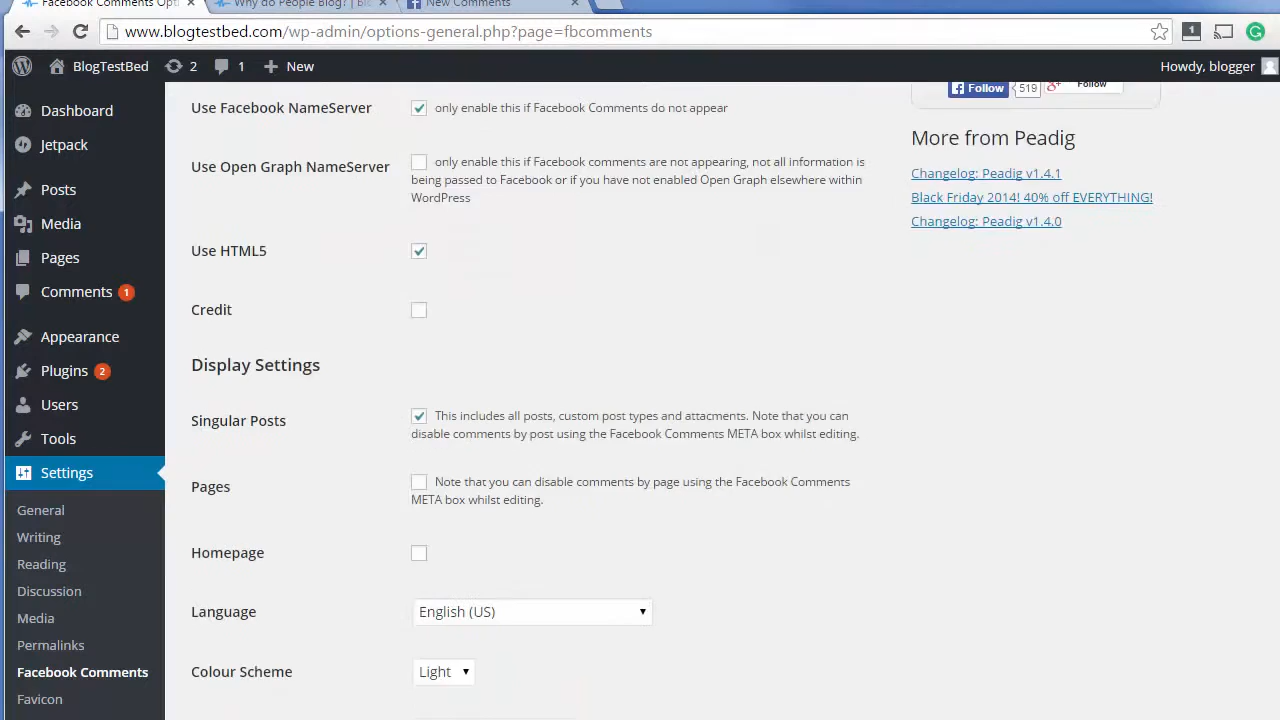 Facebook Comments Opti
Why do People Blog? | Bl
New Comments
www.blogtestbed.com/wp-admin/options-general.php?page=fbcomments
1
BlogTestBed
2
1
New
Howdy, blogger
Dashboard
Jetpack
Posts
Media
Pages
Comments 1
Appearance
Plugins 2
Users
Tools
Settings
General
Writing
Reading
Discussion
Media
Permalinks
Facebook Comments
Favicon
Use Facebook NameServer
only enable this if Facebook Comments do not appear
Use Open Graph NameServer
only enable this if Facebook comments are not appearing, not all information is
being passed to Facebook or if you have not enabled Open Graph elsewhere within
WordPress
Use HTML5
Credit
Display Settings
Singular Posts
This includes all posts, custom post types and attacments. Note that you can
disable comments by post using the Facebook Comments META box whilst editing.
Pages
Note that you can disable comments by page using the Facebook Comments
META box whilst editing.
Homepage
Language
English (US)
Colour Scheme
Light
Follow 519
Follow
More from Peadig
Changelog: Peadig v1.4.1
Black Friday 2014! 40% off EVERYTHING!
Changelog: Peadig v1.4.0